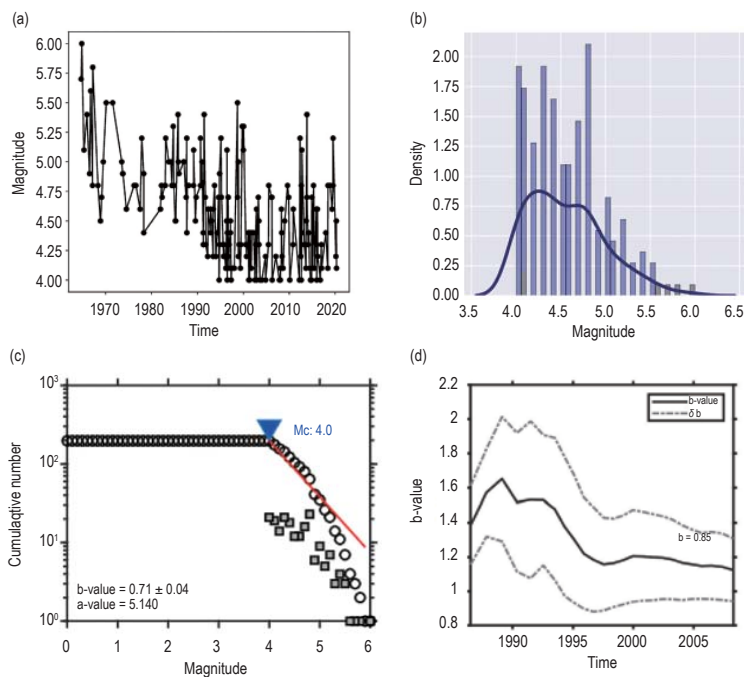 (a)
6.00
5.75
5.50
5.25
5.00
4.75
4.50
4.25
4.00
Magnitude
1970 1980 1990 2000 2010 2020
Time
(b)
2.00
1.75
1.50
1.25
1.00
0.75
0.50
0.25
0.00
Density
3.5 4.0 4.5 5.0 5.5 6.0 6.5
Magnitude
(c)
10³
10²
10¹
10⁰
Cumulaqtive number
Mc: 4.0
b-value = 0.71 ± 0.04
a-value = 5.140
0 1 2 3 4 5 6
Magnitude
(d)
2.2
2
1.8
1.6
1.4
1.2
1
0.8
b-value
b-value
δ b
b = 0.85
1990 1995 2000 2005
Time